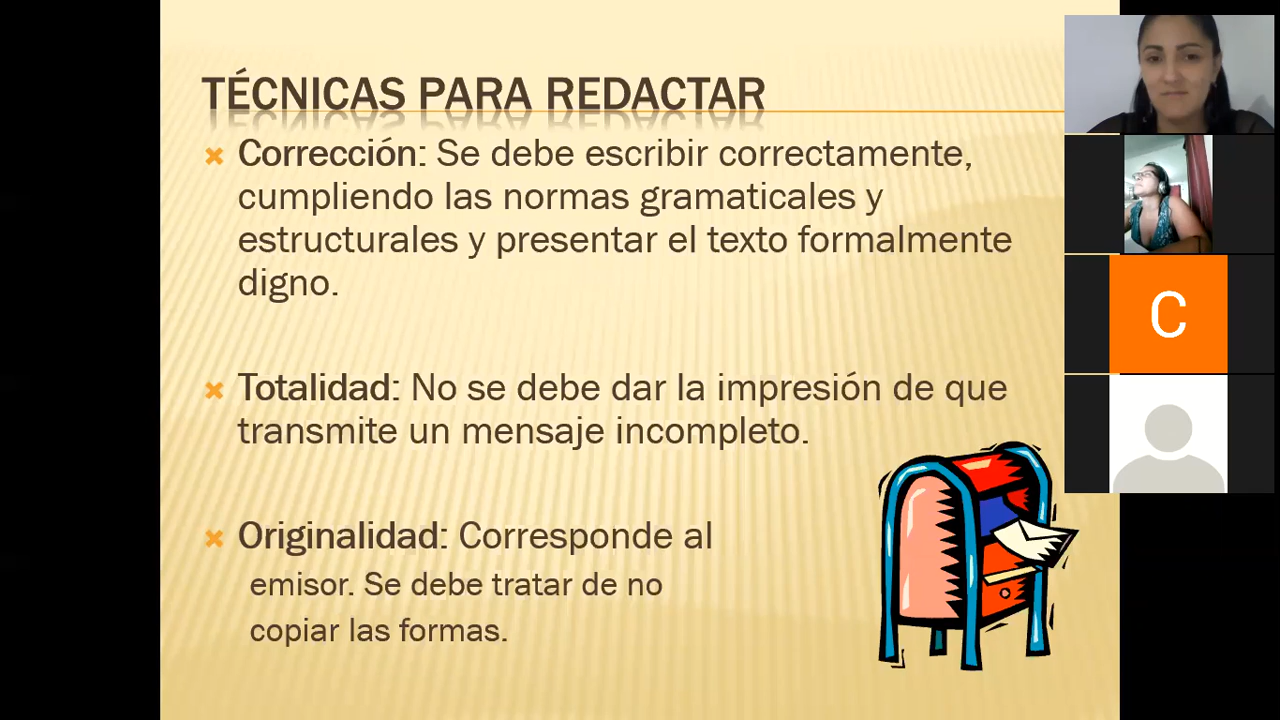 TÉCNICAS PARA REDACTAR
Corrección: Se debe escribir correctamente,
cumpliendo las normas gramaticales y
estructurales y presentar el texto formalmente
digno.
Totalidad: No se debe dar la impresión de que
transmite un mensaje incompleto.
Originalidad: Corresponde al
emisor. Se debe tratar de no
copiar las formas.
C